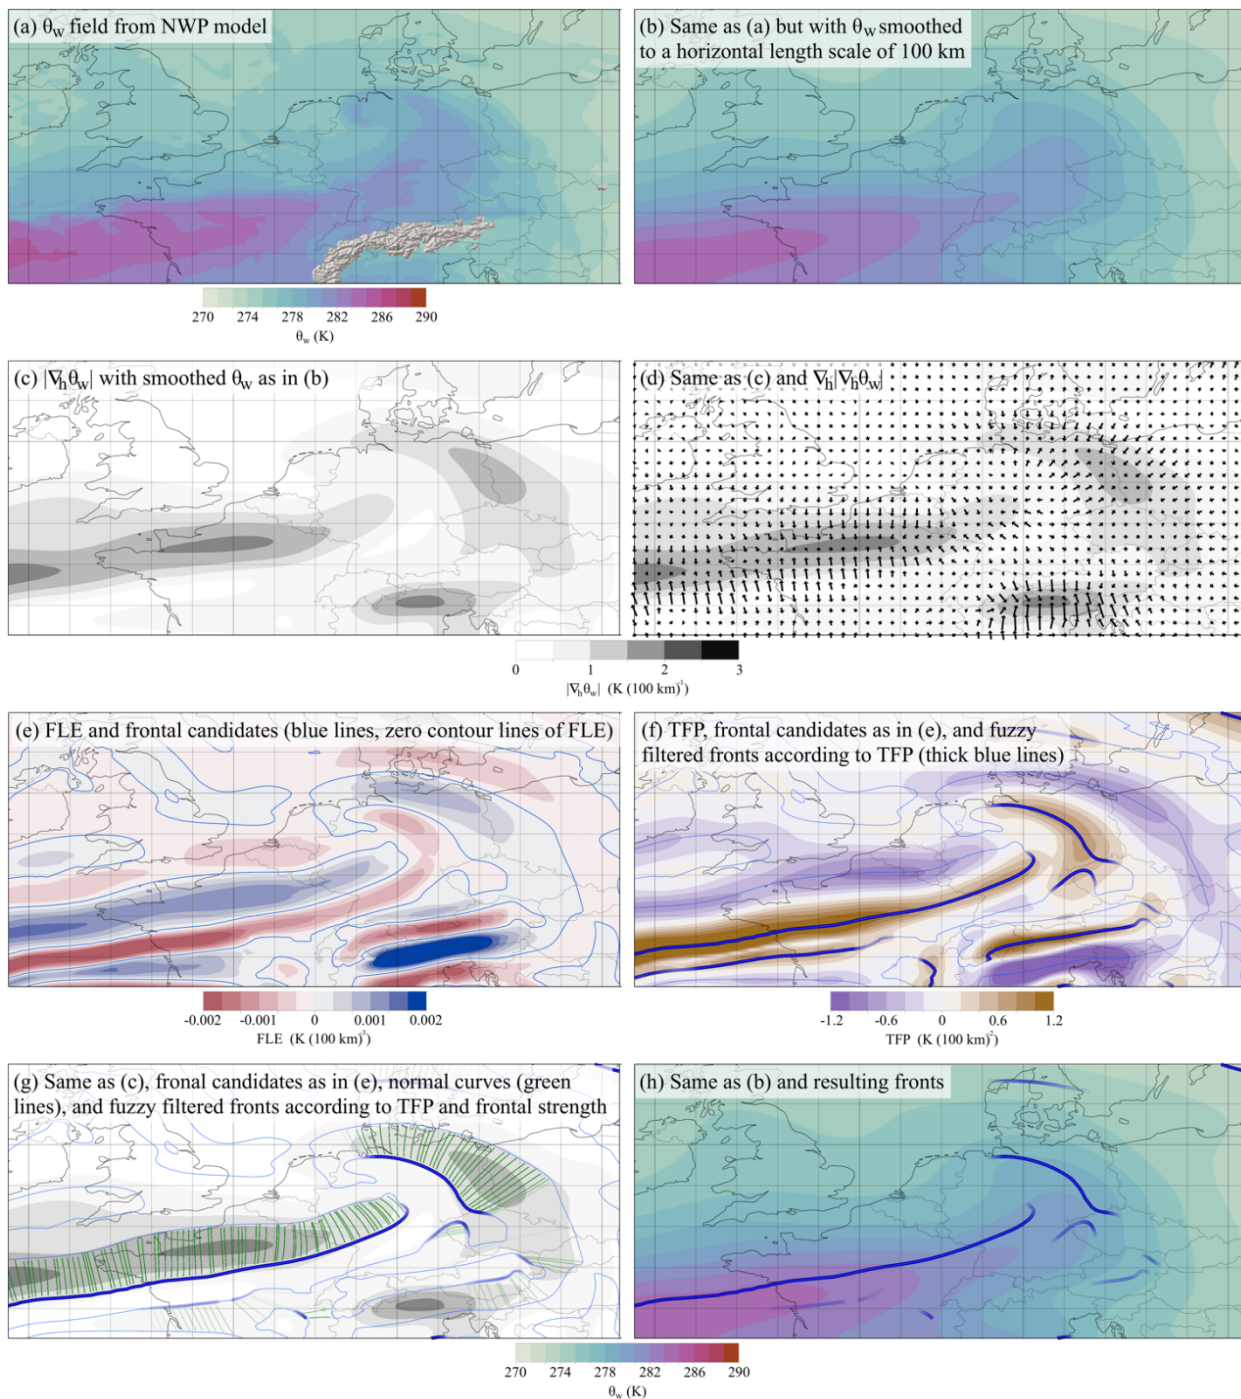 (a) θw field from NWP model
(b) Same as (a) but with θw smoothed
to a horizontal length scale of 100 km
270 274 278 282 286 290
θw (K)
(c) |∇hθw| with smoothed θw as in (b)
(d) Same as (c) and ∇h|∇hθw|
0 1 2 3
|∇hθw| (K (100 km)⁻¹)
(e) FLE and frontal candidates (blue lines, zero contour lines of FLE)
(f) TFP, frontal candidates as in (e), and fuzzy
filtered fronts according to TFP (thick blue lines)
-0.002 -0.001 0 0.001 0.002
FLE (K (100 km)⁻³)
-1.2 -0.6 0 0.6 1.2
TFP (K (100 km)⁻²)
(g) Same as (c), fronal candidates as in (e), normal curves (green
lines), and fuzzy filtered fronts according to TFP and frontal strength
(h) Same as (b) and resulting fronts
270 274 278 282 286 290
θw (K)